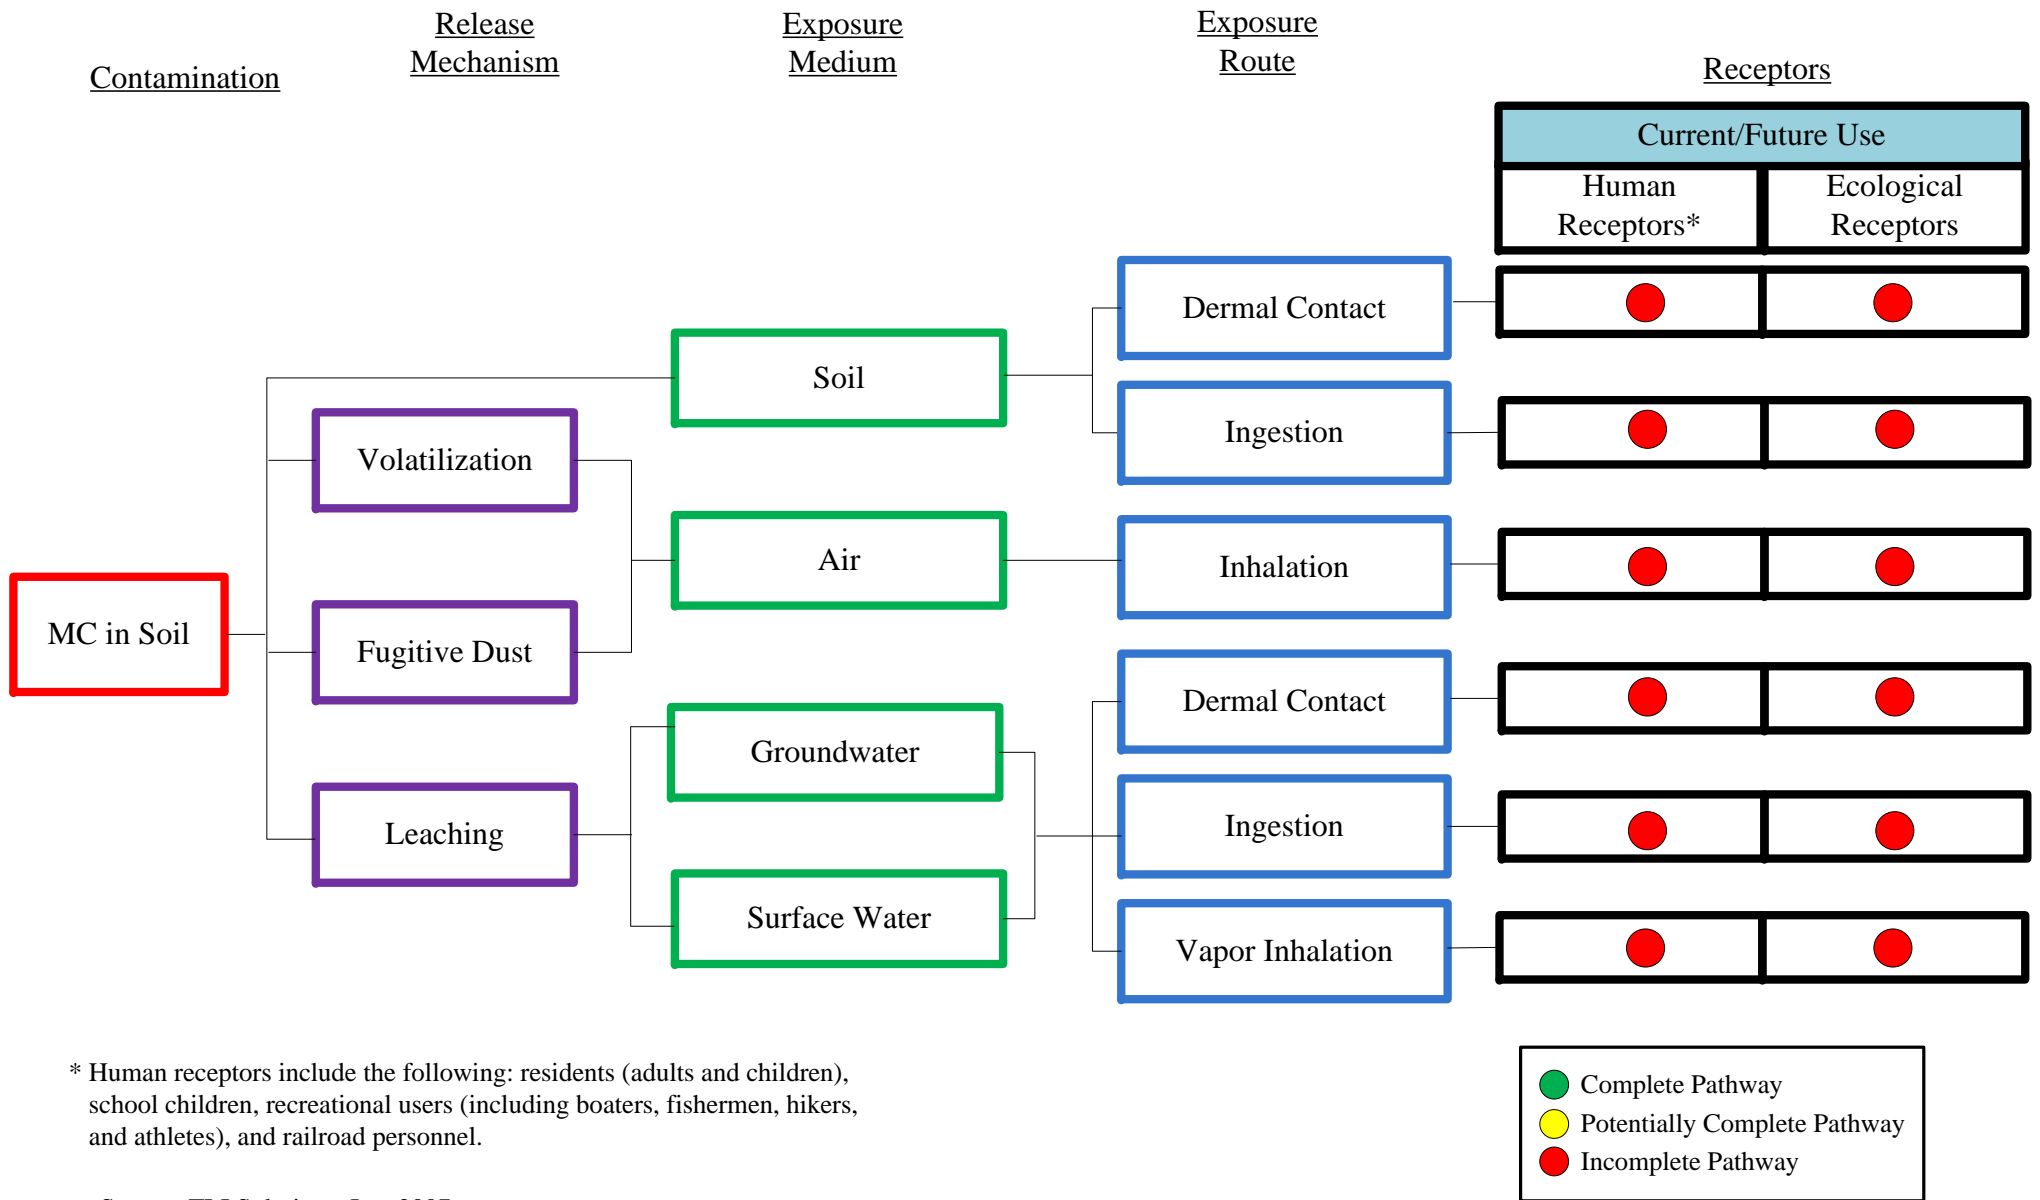 Contamination
Release
Mechanism
Exposure
Medium
Exposure
Route
Receptors
Current/Future Use
Human
Receptors*
Ecological
Receptors
MC in Soil
Volatilization
Fugitive Dust
Leaching
Soil
Air
Groundwater
Surface Water
Dermal Contact
Ingestion
Inhalation
Dermal Contact
Ingestion
Vapor Inhalation
* Human receptors include the following: residents (adults and children),
school children, recreational users (including boaters, fishermen, hikers,
and athletes), and railroad personnel.
Complete Pathway
Potentially Complete Pathway
Incomplete Pathway